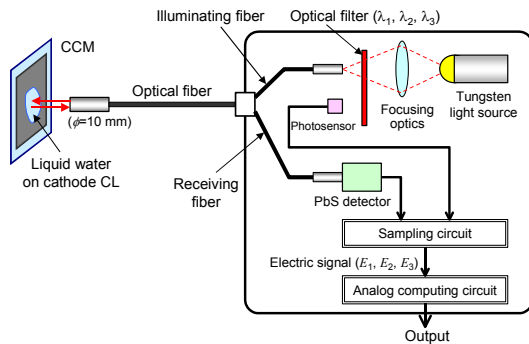 CCM
Illuminating fiber
Optical filter (λ1, λ2, λ3)
Optical fiber
(ϕ=10 mm)
Liquid water
on cathode CL
Receiving
fiber
Photosensor
Focusing
optics
Tungsten
light source
PbS detector
Sampling circuit
Electric signal (E1, E2, E3)
Analog computing circuit
Output